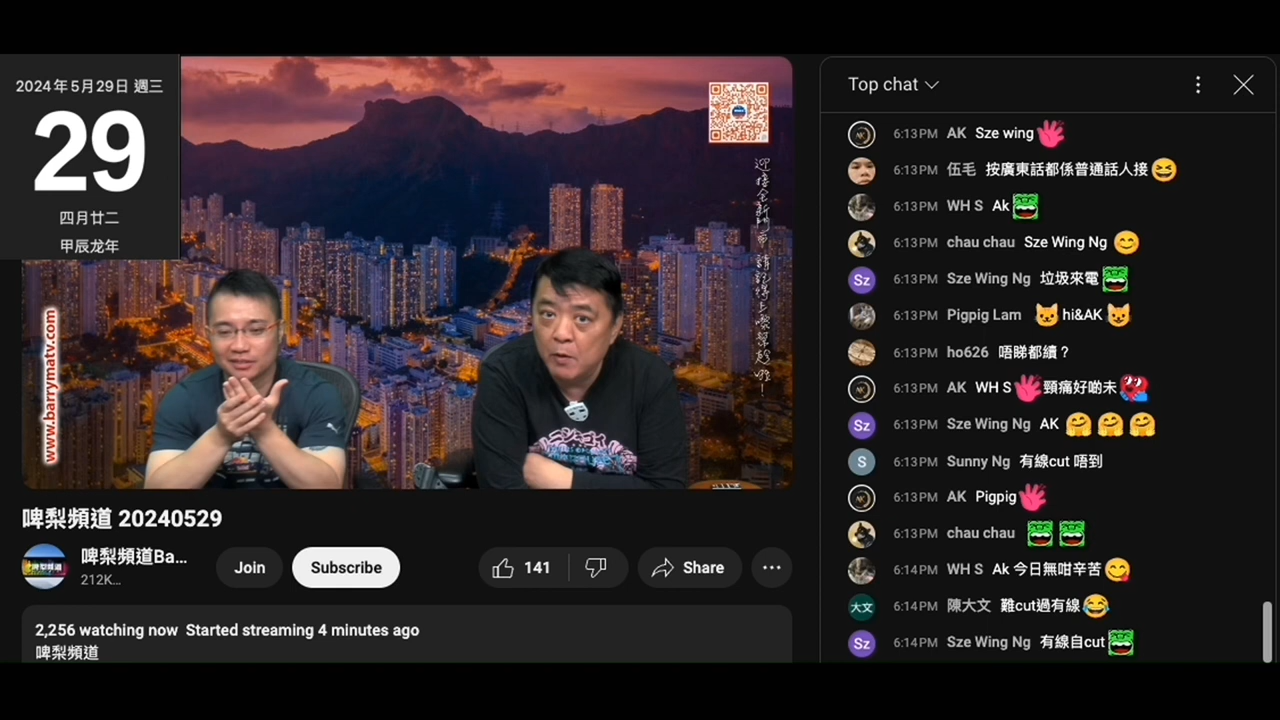 2024年5月29日 週三
29
四月廿二
甲辰龙年
www.barrymatv.com
啤梨頻道 20240529
啤梨頻道Ba...
212K...
Join
Subscribe
141
Share
2,256 watching now Started streaming 4 minutes ago
啤梨頻道
Top chat
6:13PM AK Sze wing
6:13PM 伍毛 按廣東話都係普通話人接😆
6:13PM WH S Ak
6:13PM chau chau Sze Wing Ng 😊
Sz 6:13PM Sze Wing Ng 垃圾來電
6:13PM Pigpig Lam 🐱hi&AK🐱
6:13PM ho626 唔睇都續？
6:13PM AK WH S 頸痛好啲未
Sz 6:13PM Sze Wing Ng AK 🤗🤗🤗
S 6:13PM Sunny Ng 有線cut 唔到
6:13PM AK Pigpig
6:13PM chau chau
6:14PM WH S Ak 今日無咁辛苦😋
大文 6:14PM 陳大文 難cut過有線😂
Sz 6:14PM Sze Wing Ng 有線自cut